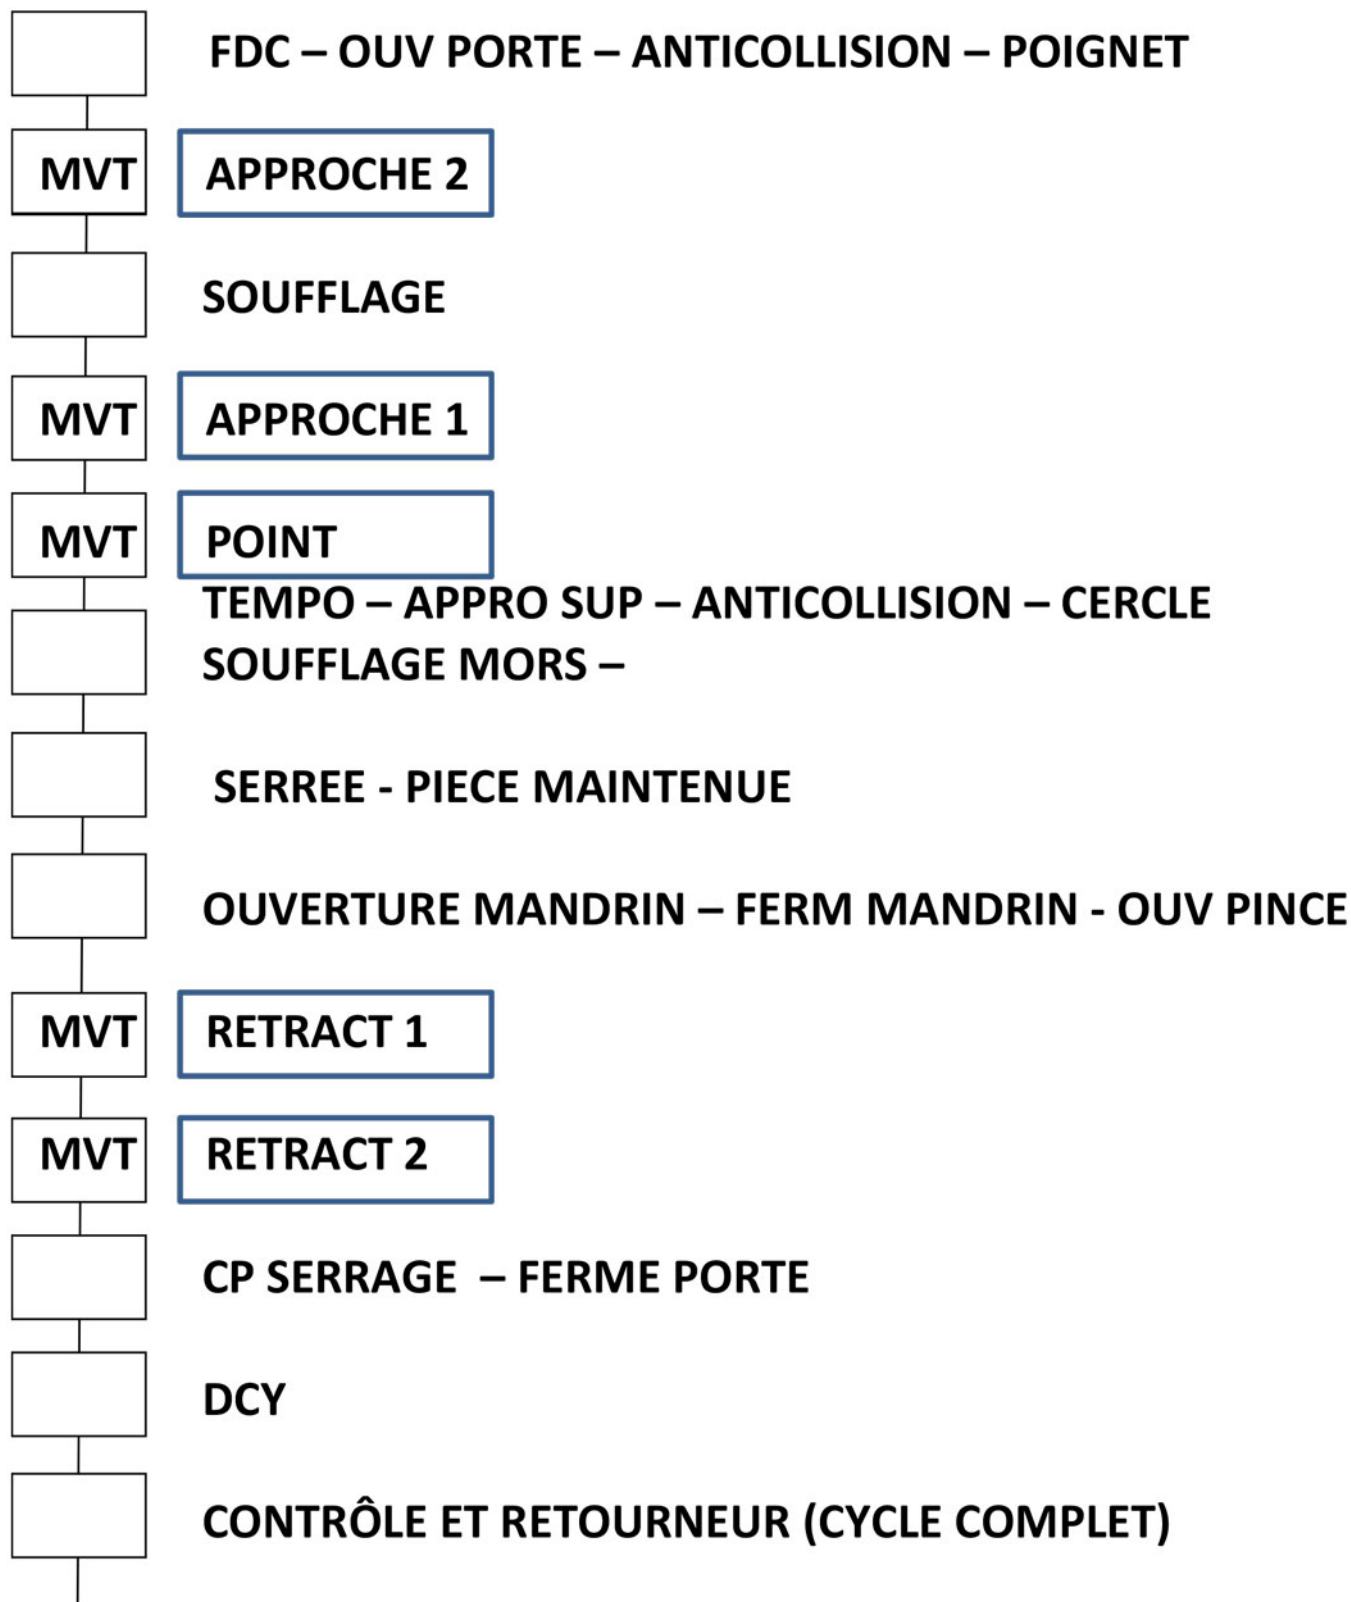 FDC – OUV PORTE – ANTICOLLISION – POIGNET
MVT APPROCHE 2
SOUFFLAGE
MVT APPROCHE 1
MVT POINT
TEMPO – APPRO SUP – ANTICOLLISION – CERCLE
SOUFFLAGE MORS –
SERREE - PIECE MAINTENUE
OUVERTURE MANDRIN – FERM MANDRIN - OUV PINCE
MVT RETRACT 1
MVT RETRACT 2
CP SERRAGE – FERME PORTE
DCY
CONTRÔLE ET RETOURNEUR (CYCLE COMPLET)